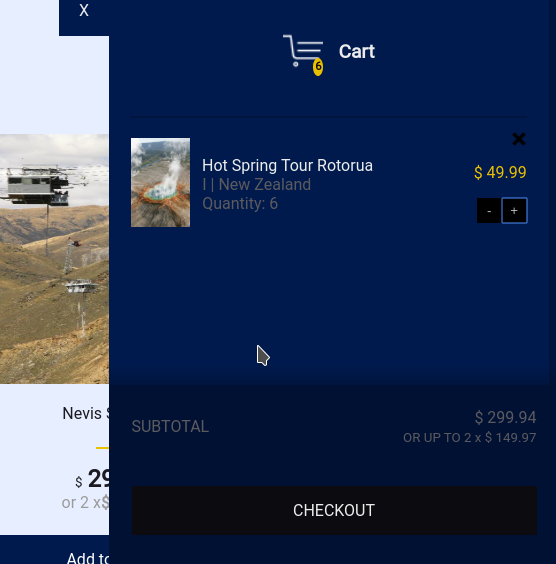 X
Cart
6
Hot Spring Tour Rotorua
$ 49.99
I | New Zealand
Quantity: 6
- +
Nevis
SUBTOTAL
$ 299.94
OR UP TO 2 x $ 149.97
$ 29
or 2 x$
CHECKOUT
Add to